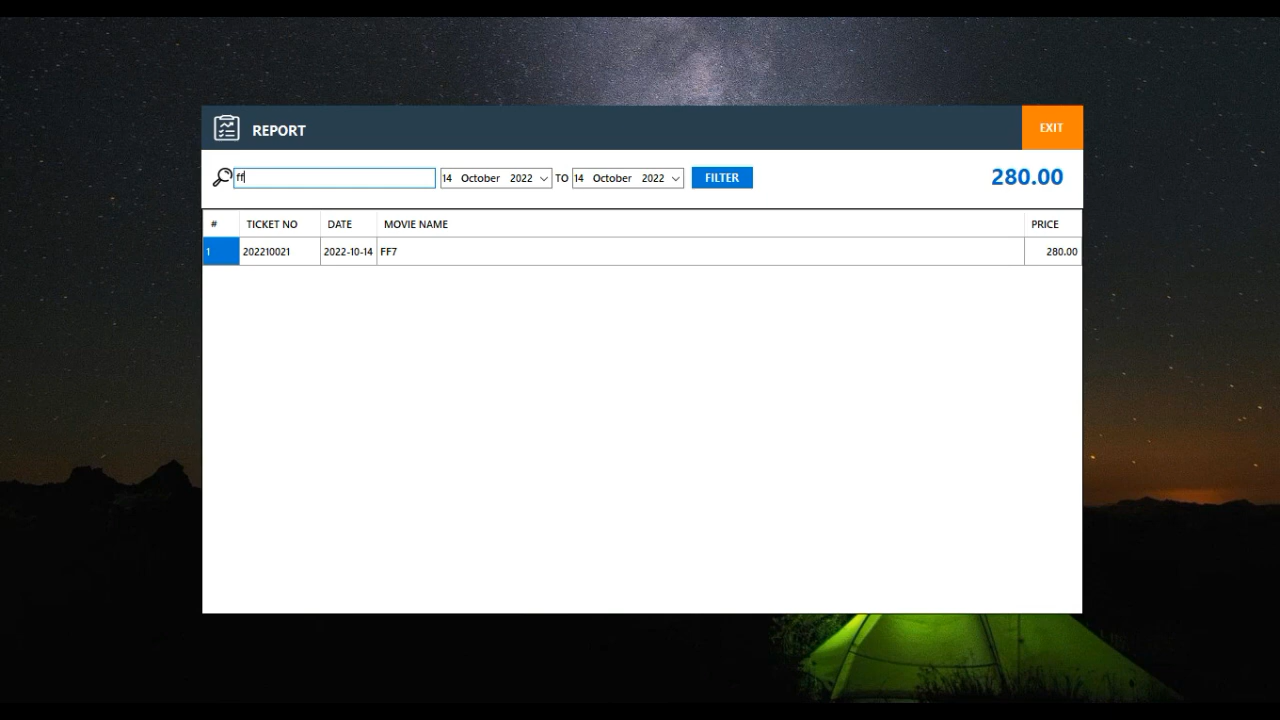 REPORT
EXIT
ff
14 October 2022 TO 14 October 2022 FILTER
280.00
# TICKET NO DATE MOVIE NAME PRICE
1 202210021 2022-10-14 FF7 280.00